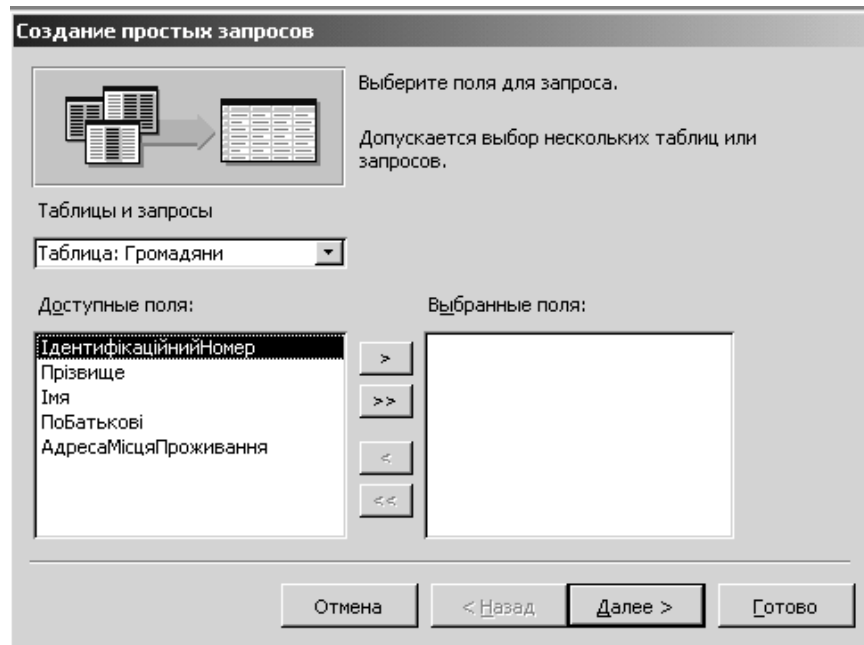 Создание простых запросов
Выберите поля для запроса.
Допускается выбор нескольких таблиц или
запросов.
Таблицы и запросы
Таблица: Громадяни
Доступные поля:
Выбранные поля:
ІдентифікаційнийНомер
Прізвище
Імя
ПоБатькові
АдресаМісцяПроживання
>
>>
<
<<
Отмена
< Назад
Далее >
Готово